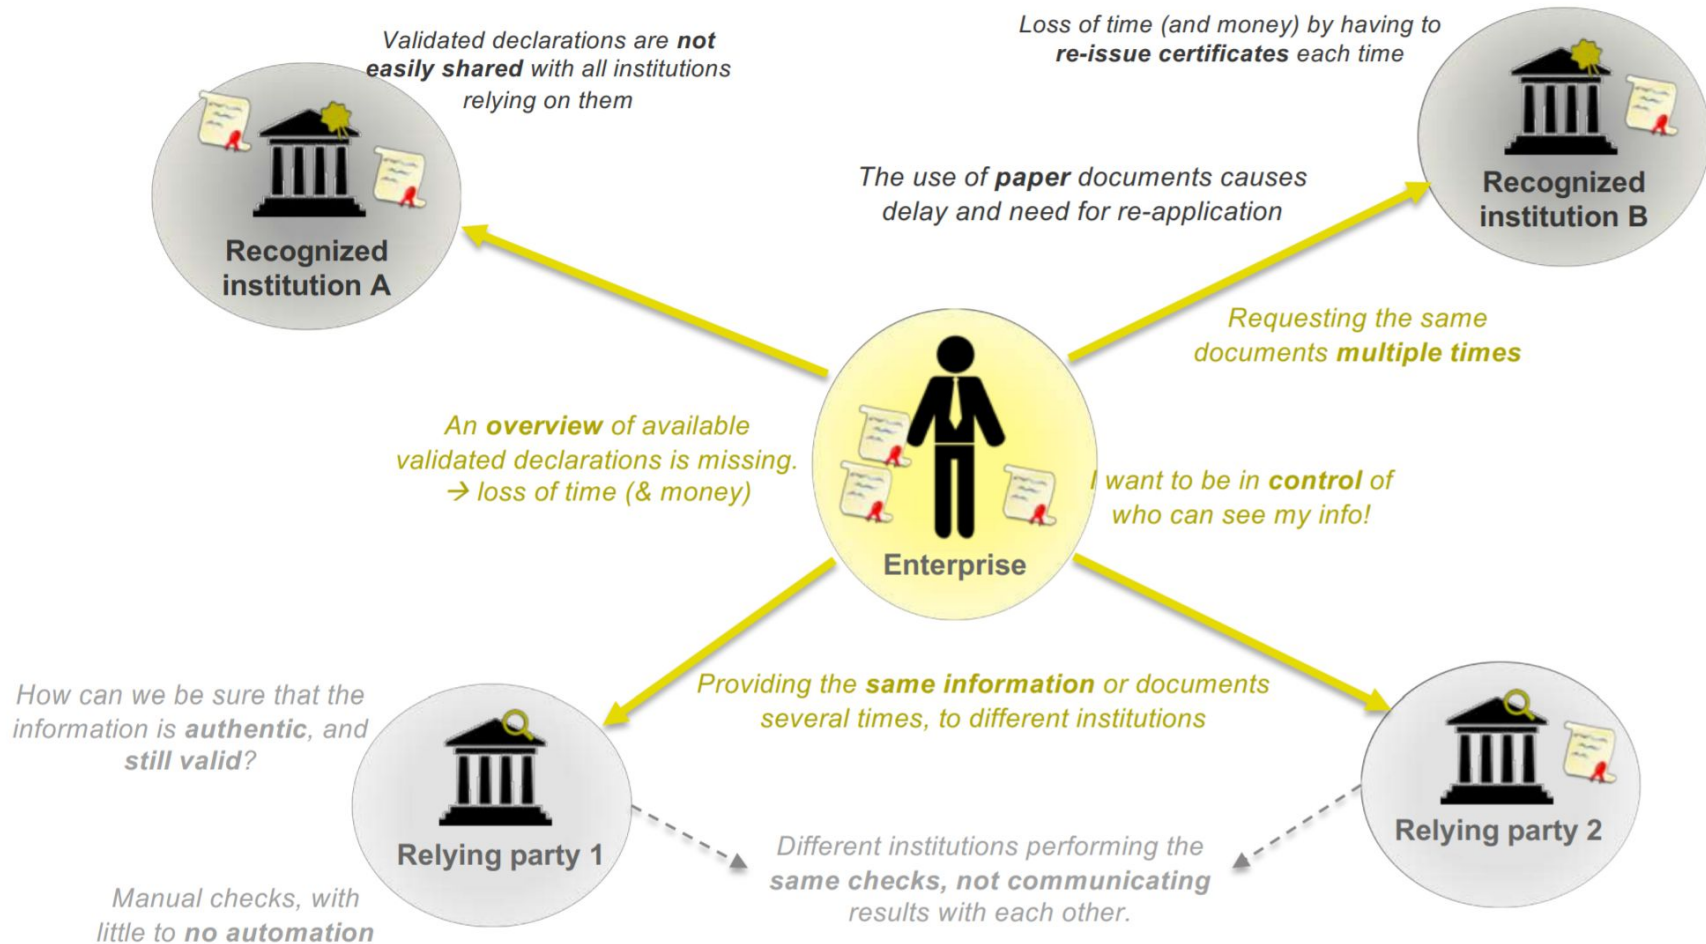 Validated declarations are not
easily shared with all institutions
relying on them
Loss of time (and money) by having to
re-issue certificates each time
Recognized
institution A
The use of paper documents causes
delay and need for re-application
Recognized
institution B
Requesting the same
documents multiple times
An overview of available
validated declarations is missing.
→ loss of time (& money)
I want to be in control of
who can see my info!
Enterprise
Providing the same information or documents
several times, to different institutions
How can we be sure that the
information is authentic, and
still valid?
Relying party 1
Relying party 2
Different institutions performing the
same checks, not communicating
results with each other.
Manual checks, with
little to no automation